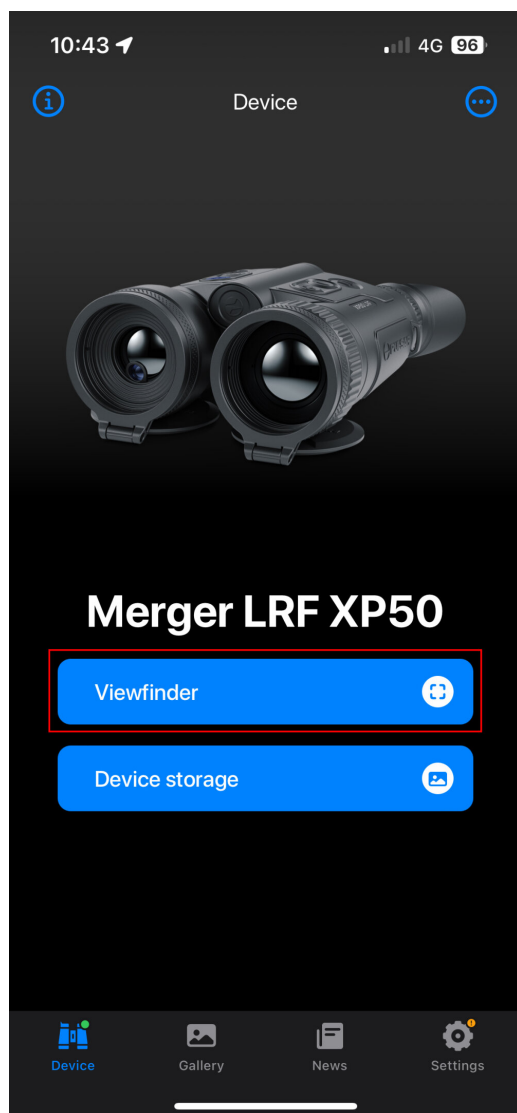 10:43
4G 96
Device
Merger LRF XP50
Viewfinder
Device storage
Device
Gallery
News
Settings